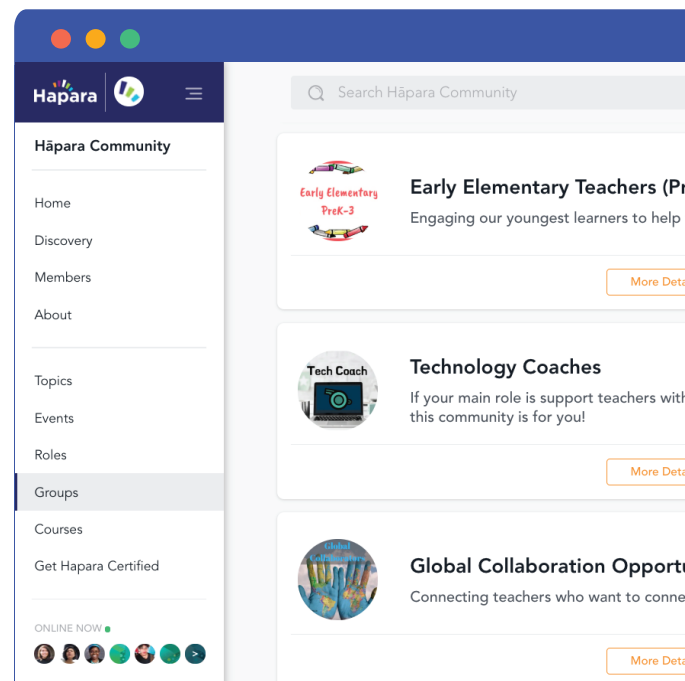 Hāpara
Hāpara Community
Home
Discovery
Members
About
Topics
Events
Roles
Groups
Courses
Get Hapara Certified
ONLINE NOW
>
Search Hāpara Community
Early Elementary
PreK-3
Early Elementary Teachers (Pr
Engaging our youngest learners to help
More Deta
Tech Coach
Technology Coaches
If your main role is support teachers with
this community is for you!
More Deta
Global
Collaborators
Global Collaboration Opportu
Connecting teachers who want to conne
More Deta